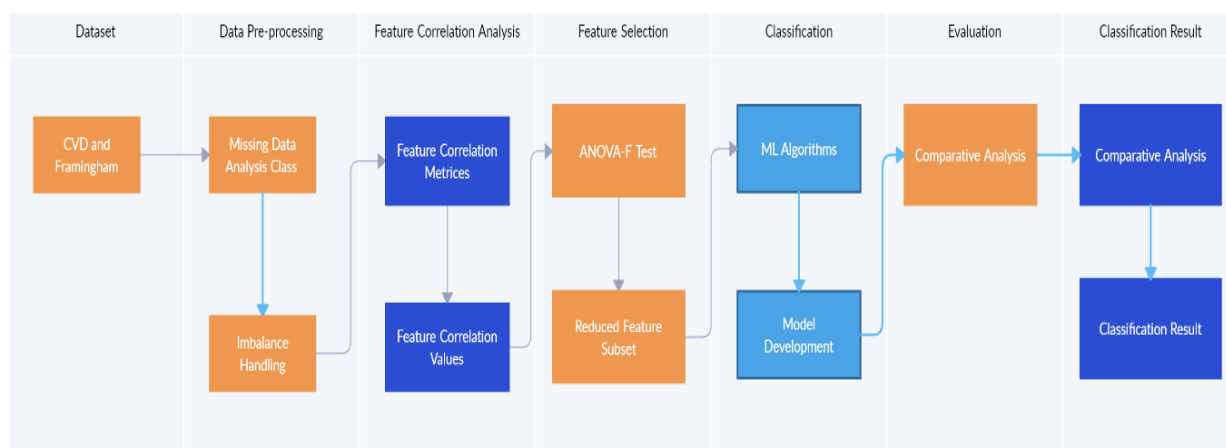 Dataset
Data Pre-processing
Feature Correlation Analysis
Feature Selection
Classification
Evaluation
Classification Result
CVD and
Framingham
Missing Data
Analysis Class
Imbalance
Handling
Feature Correlation
Metrices
Feature Correlation
Values
ANOVA-F Test
Reduced Feature
Subset
ML Algorithms
Model
Development
Comparative Analysis
Comparative Analysis
Classification Result